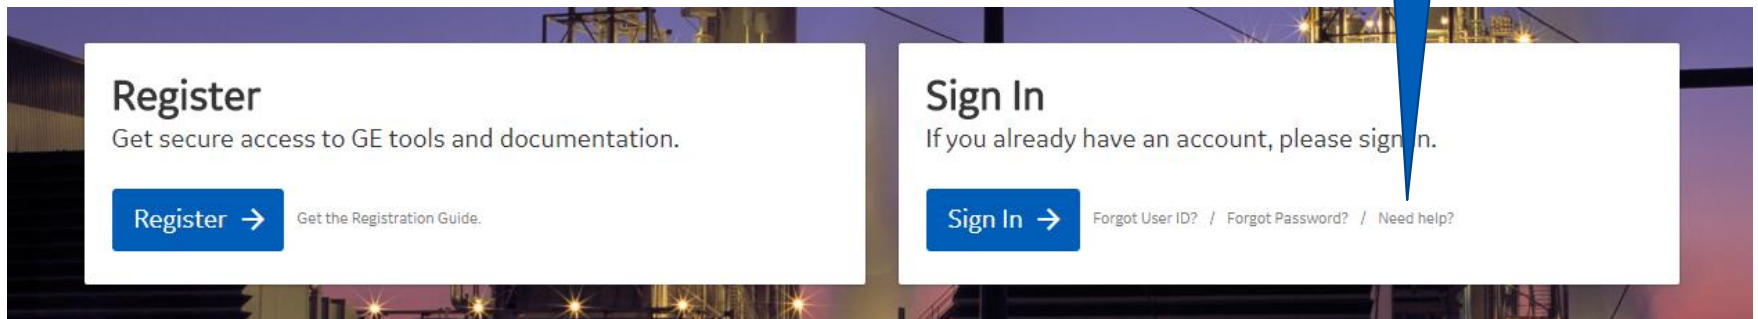 Register
Get secure access to GE tools and documentation.
Register →
Get the Registration Guide.
Sign In
If you already have an account, please sign in.
Sign In →
Forgot User ID? / Forgot Password? / Need help?